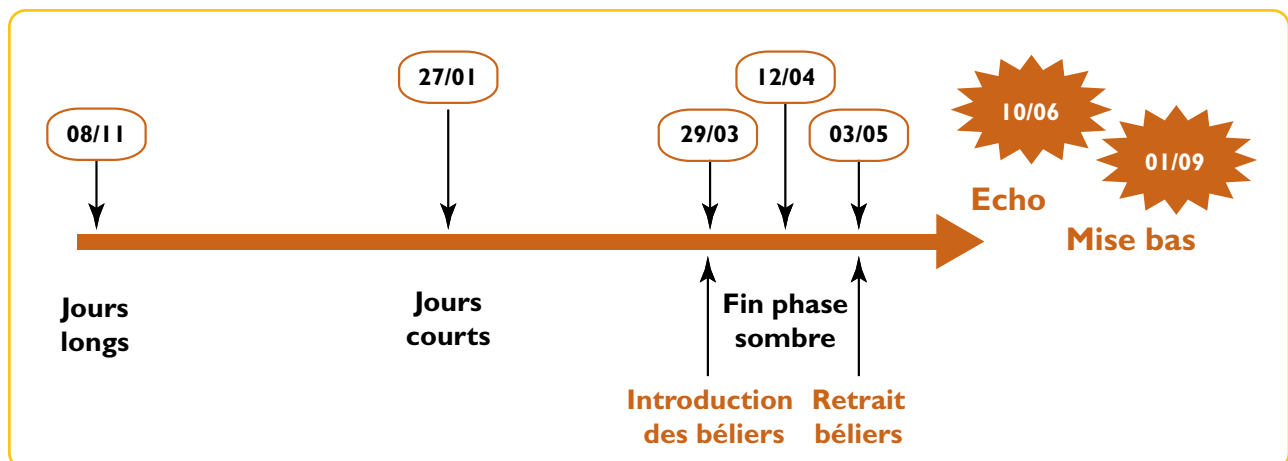 08/11
27/01
29/03
12/04
03/05
10/06
01/09
Echo
Mise bas
Jours
longs
Jours
courts
Fin phase
sombre
Introduction
des béliers
Retrait
béliers